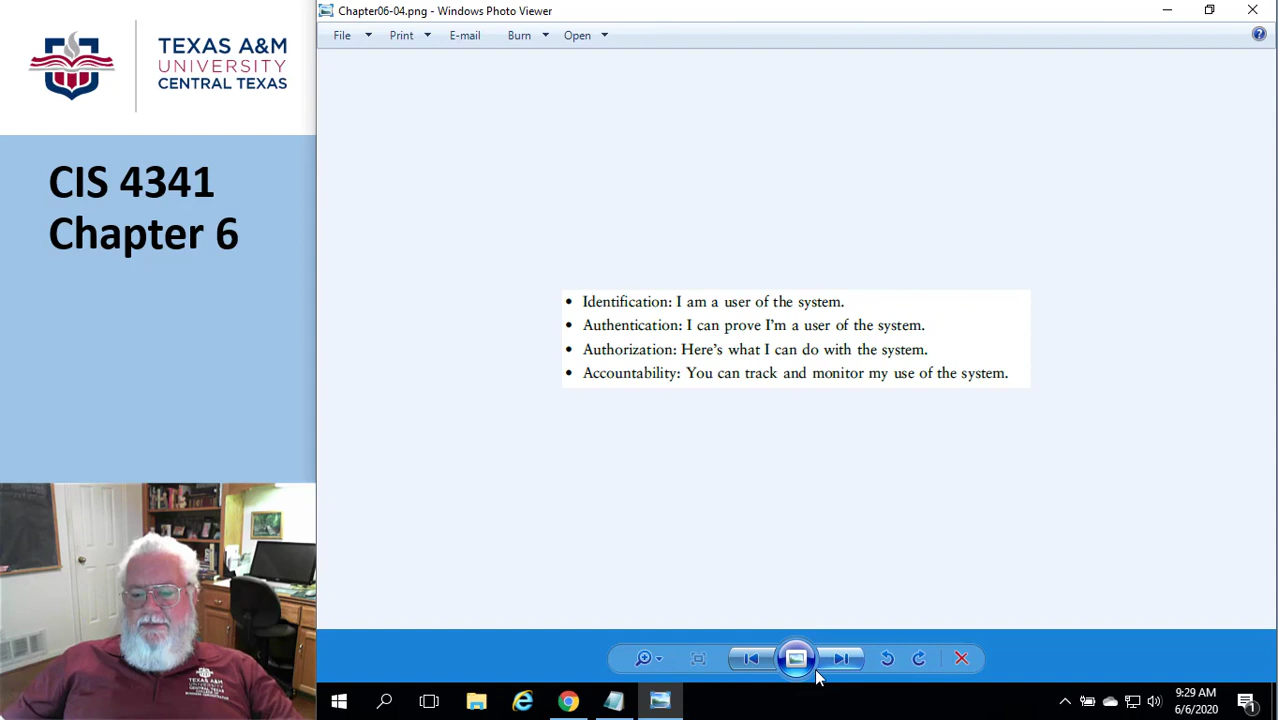 TEXAS A&M
UNIVERSITY
CENTRAL TEXAS
CIS 4341
Chapter 6
Chapter06-04.png - Windows Photo Viewer
File Print E-mail Burn Open
• Identification: I am a user of the system.
• Authentication: I can prove I'm a user of the system.
• Authorization: Here's what I can do with the system.
• Accountability: You can track and monitor my use of the system.
9:29 AM
6/6/2020
1